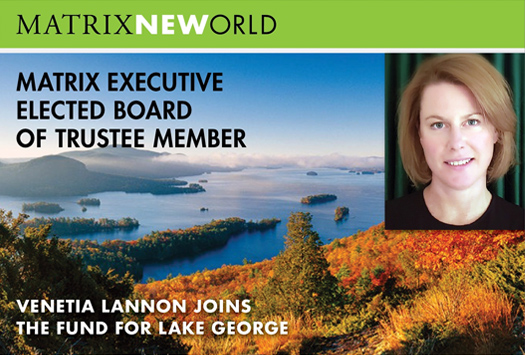 MATRIXNEWORLD
MATRIX EXECUTIVE
ELECTED BOARD
OF TRUSTEE MEMBER
VENETIA LANNON JOINS
THE FUND FOR LAKE GEORGE